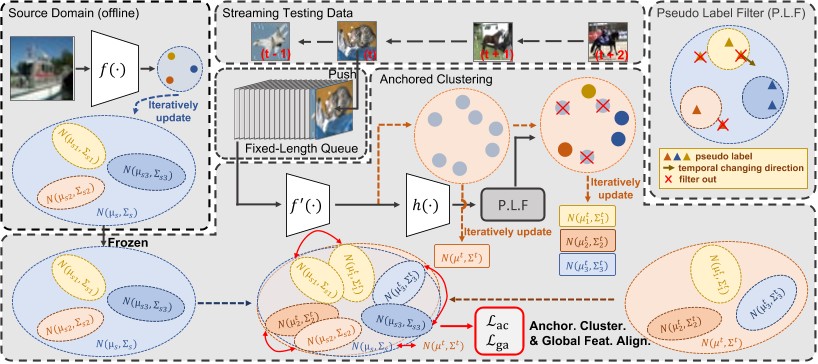 Source Domain (offline)
f(·)
Iteratively
update
N(μs1, Σs1)
N(μs3, Σs3)
N(μs2, Σs2)
N(μs, Σs)
Frozen
N(μs1, Σs1)
N(μs3, Σs3)
N(μs2, Σs2)
N(μs, Σs)
Streaming Testing Data
(t - 1)
(t)
(t + 1)
(t + 2)
Push
Fixed-Length Queue
Anchored Clustering
f′(·)
h(·)
P.L.F
Iteratively update
N(μᵗ, Σᵗ)
Iteratively
update
N(μᵗ₁, Σᵗ₁)
N(μᵗ₂, Σᵗ₂)
N(μᵗ₃, Σᵗ₃)
Pseudo Label Filter (P.L.F)
pseudo label
temporal changing direction
filter out
N(μs1, Σs1)
N(μᵗ₁, Σᵗ₁)
N(μᵗ₃, Σᵗ₃)
N(μᵗ₂, Σᵗ₂)
N(μs3, Σs3)
N(μs2, Σs2)
N(μs, Σs)
N(μᵗ, Σᵗ)
ℒac
ℒga
Anchor. Cluster.
& Global Feat. Align.
N(μᵗ₁, Σᵗ₁)
N(μᵗ₃, Σᵗ₃)
N(μᵗ₂, Σᵗ₂)
N(μᵗ, Σᵗ)